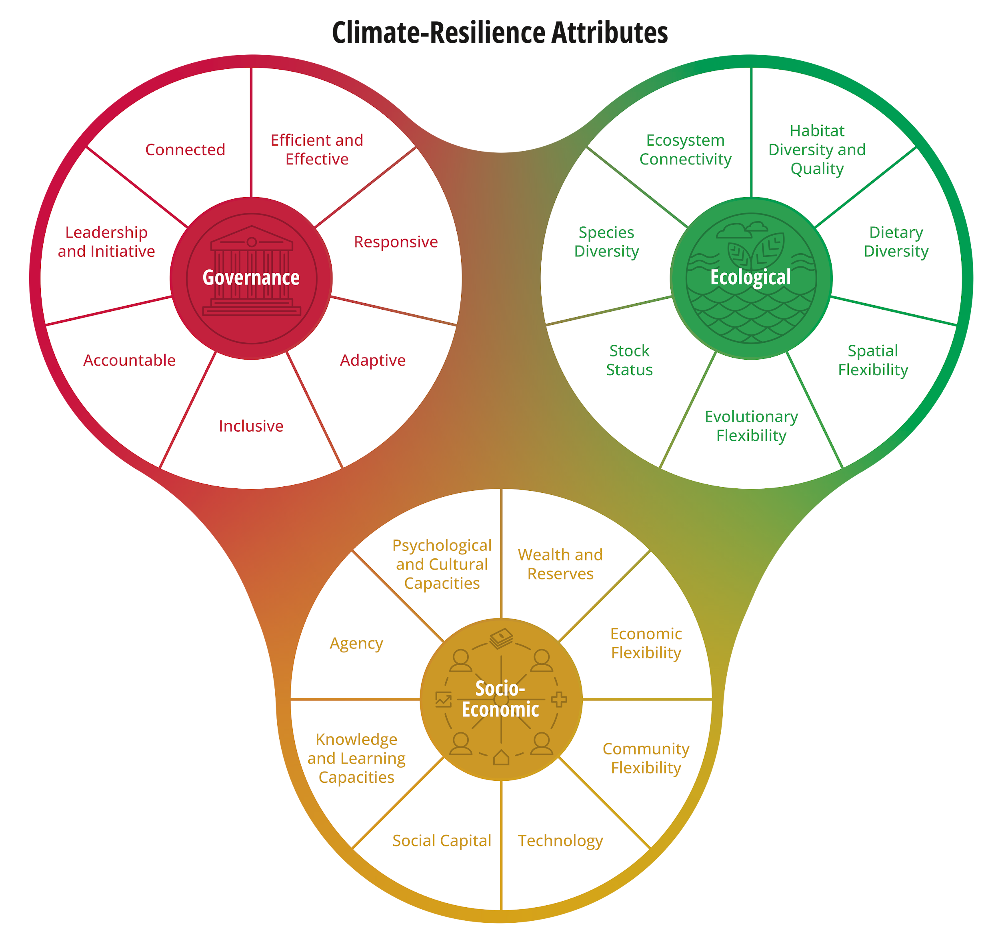 Climate-Resilience Attributes
Governance
Efficient and
Effective
Responsive
Adaptive
Inclusive
Accountable
Leadership
and Initiative
Connected
Ecological
Habitat
Diversity and
Quality
Dietary
Diversity
Spatial
Flexibility
Evolutionary
Flexibility
Stock
Status
Species
Diversity
Ecosystem
Connectivity
Socio-
Economic
Wealth and
Reserves
Economic
Flexibility
Community
Flexibility
Technology
Social Capital
Knowledge
and Learning
Capacities
Agency
Psychological
and Cultural
Capacities